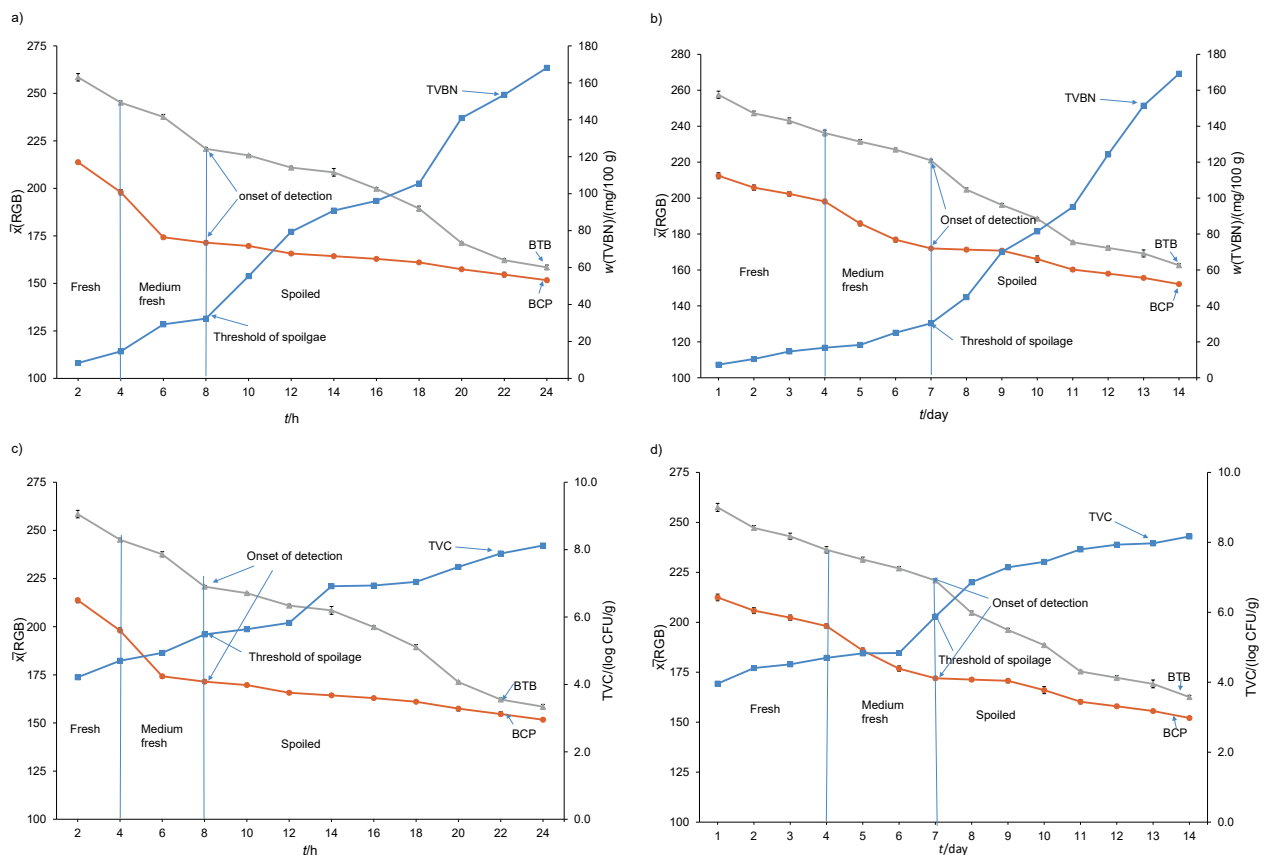 a)
275
250
225
200
175
150
125
100
x̄(RGB)
180
160
140
120
100
80
60
40
20
0
w(TVBN)/(mg/100 g)
TVBN
onset of detection
BTB
BCP
Fresh
Medium
fresh
Spoiled
Threshold of spoilgae
2 4 6 8 10 12 14 16 18 20 22 24
t/h
b)
280
260
240
220
200
180
160
140
120
100
x̄(RGB)
180
160
140
120
100
80
60
40
20
0
w(TVBN)/(mg/100 g)
TVBN
Onset of detection
BTB
BCP
Fresh
Medium
fresh
Spoiled
Threshold of spoilage
1 2 3 4 5 6 7 8 9 10 11 12 13 14
t/day
c)
275
250
225
200
175
150
125
100
x̄(RGB)
10.0
8.0
6.0
4.0
2.0
0.0
TVC/(log CFU/g)
Onset of detection
TVC
Threshold of spoilage
BTB
BCP
Fresh
Medium
fresh
Spoiled
2 4 6 8 10 12 14 16 18 20 22 24
t/h
d)
275
250
225
200
175
150
125
100
x̄(RGB)
10.0
8.0
6.0
4.0
2.0
0.0
TVC/(log CFU/g)
TVC
Onset of detection
Threshold of spoilage
BTB
BCP
Fresh
Medium
fresh
Spoiled
1 2 3 4 5 6 7 8 9 10 11 12 13 14
t/day